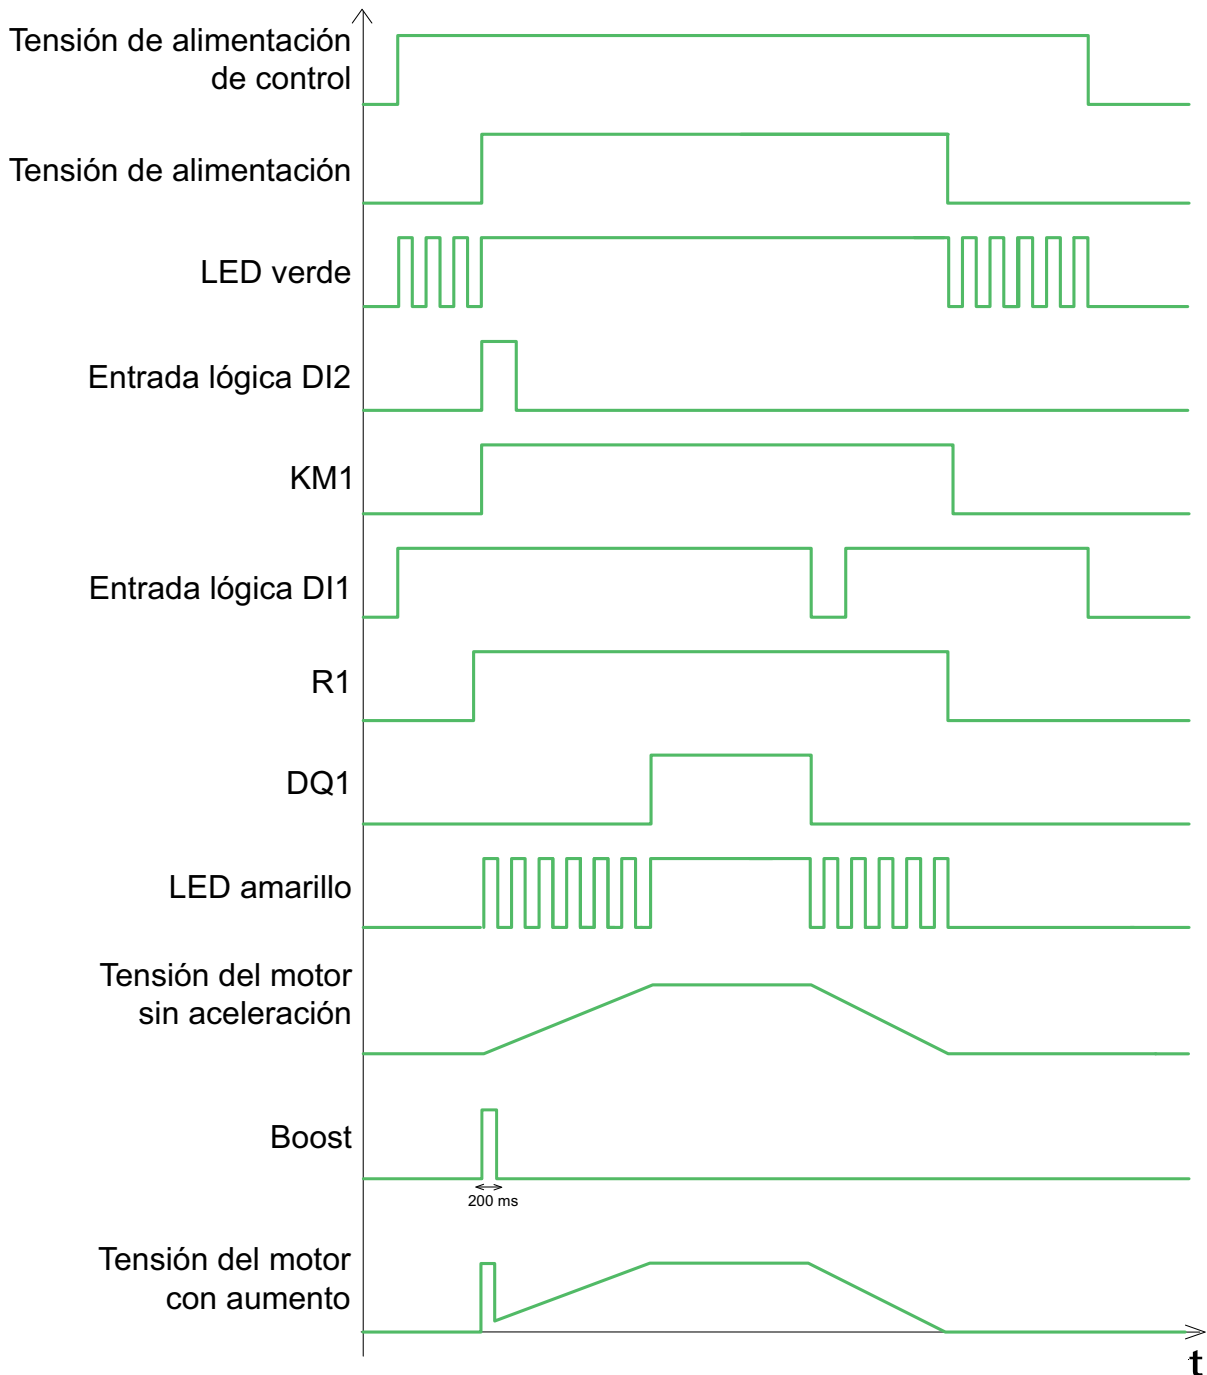 Tensión de alimentación
de control
Tensión de alimentación
LED verde
Entrada lógica DI2
KM1
Entrada lógica DI1
R1
DQ1
LED amarillo
Tensión del motor
sin aceleración
Boost
200 ms
Tensión del motor
con aumento
t